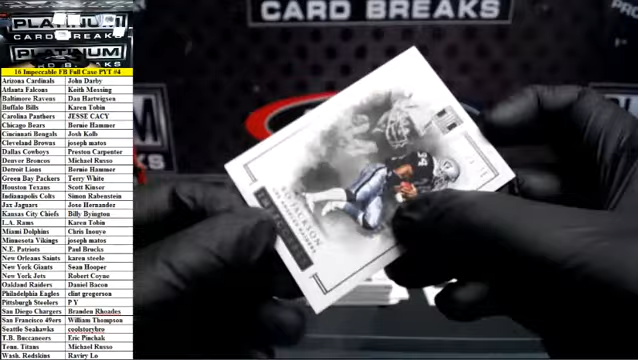 CARD BREAKS
PLATINUM
CARD BREAKS
PLATINUM
16 Impeccable FB Full Case PYT #4
Arizona Cardinals John Darby
Atlanta Falcons Keith Messing
Baltimore Ravens Dan Hartwigsen
Buffalo Bills Karen Tobin
Carolina Panthers JESSE CACY
Chicago Bears Bernie Hammer
Cincinnati Bengals Josh Kolb
Cleveland Browns joseph matos
Dallas Cowboys Preston Carpenter
Denver Broncos Michael Russo
Detroit Lions Bernie Hammer
Green Bay Packers Terry White
Houston Texans Scott Kinser
Indianapolis Colts Simon Rabenstein
Jax Jaguars Jose Hernander
Kansas City Chiefs Billy Byington
L.A. Rams Karen Tobin
Miami Dolphins Chris Inouye
Minnesota Vikings joseph matos
N.E. Patriots Paul Brucks
New Orleans Saints karen steele
New York Giants Sean Hooper
New York Jets Robert Coyne
Oakland Raiders Daniel Bacon
Philadelphia Eagles clint gregerson
Pittsburgh Steelers P Y
San Diego Chargers Branden Rhoades
San Francisco 49ers William Thompson
Seattle Seahawks coolstorybro
T.B. Buccaneers Eric Pinchak
Tenn. Titans Michael Russo
Wash. Redskins Raviry Lo
BO JACKSON
34